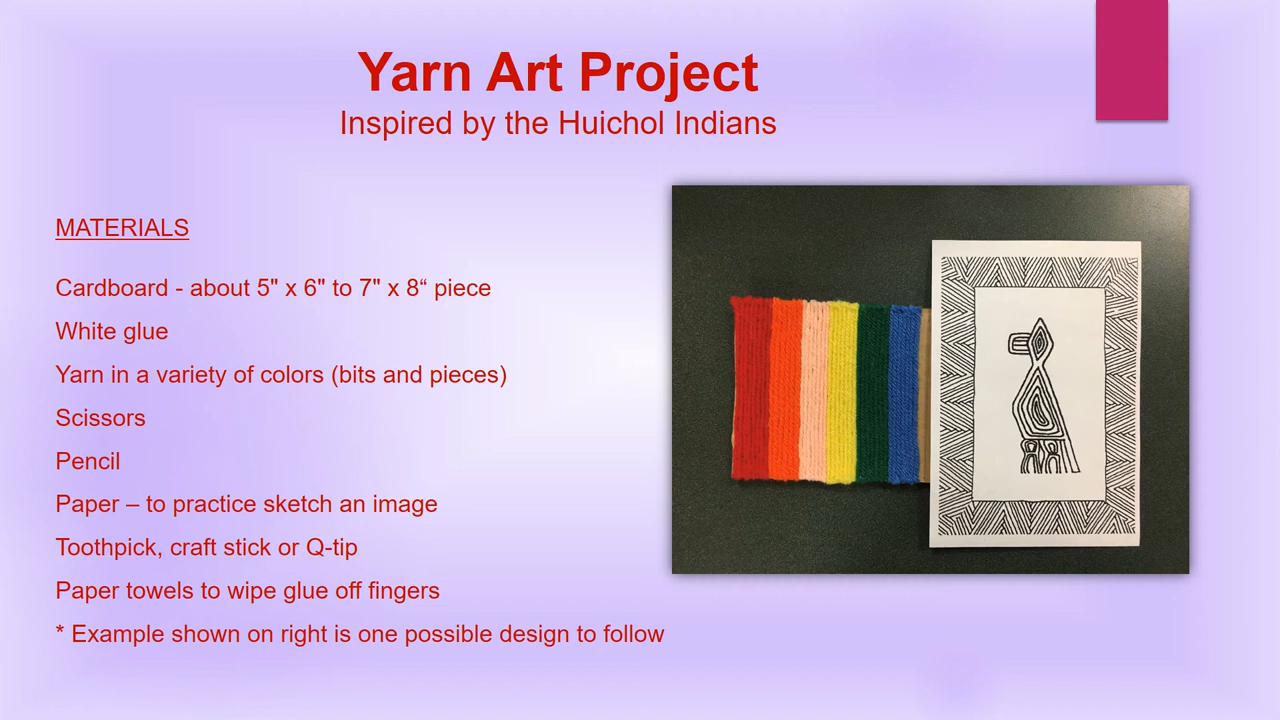 Yarn Art Project
Inspired by the Huichol Indians
MATERIALS
Cardboard - about 5" x 6" to 7" x 8“ piece
White glue
Yarn in a variety of colors (bits and pieces)
Scissors
Pencil
Paper – to practice sketch an image
Toothpick, craft stick or Q-tip
Paper towels to wipe glue off fingers
* Example shown on right is one possible design to follow